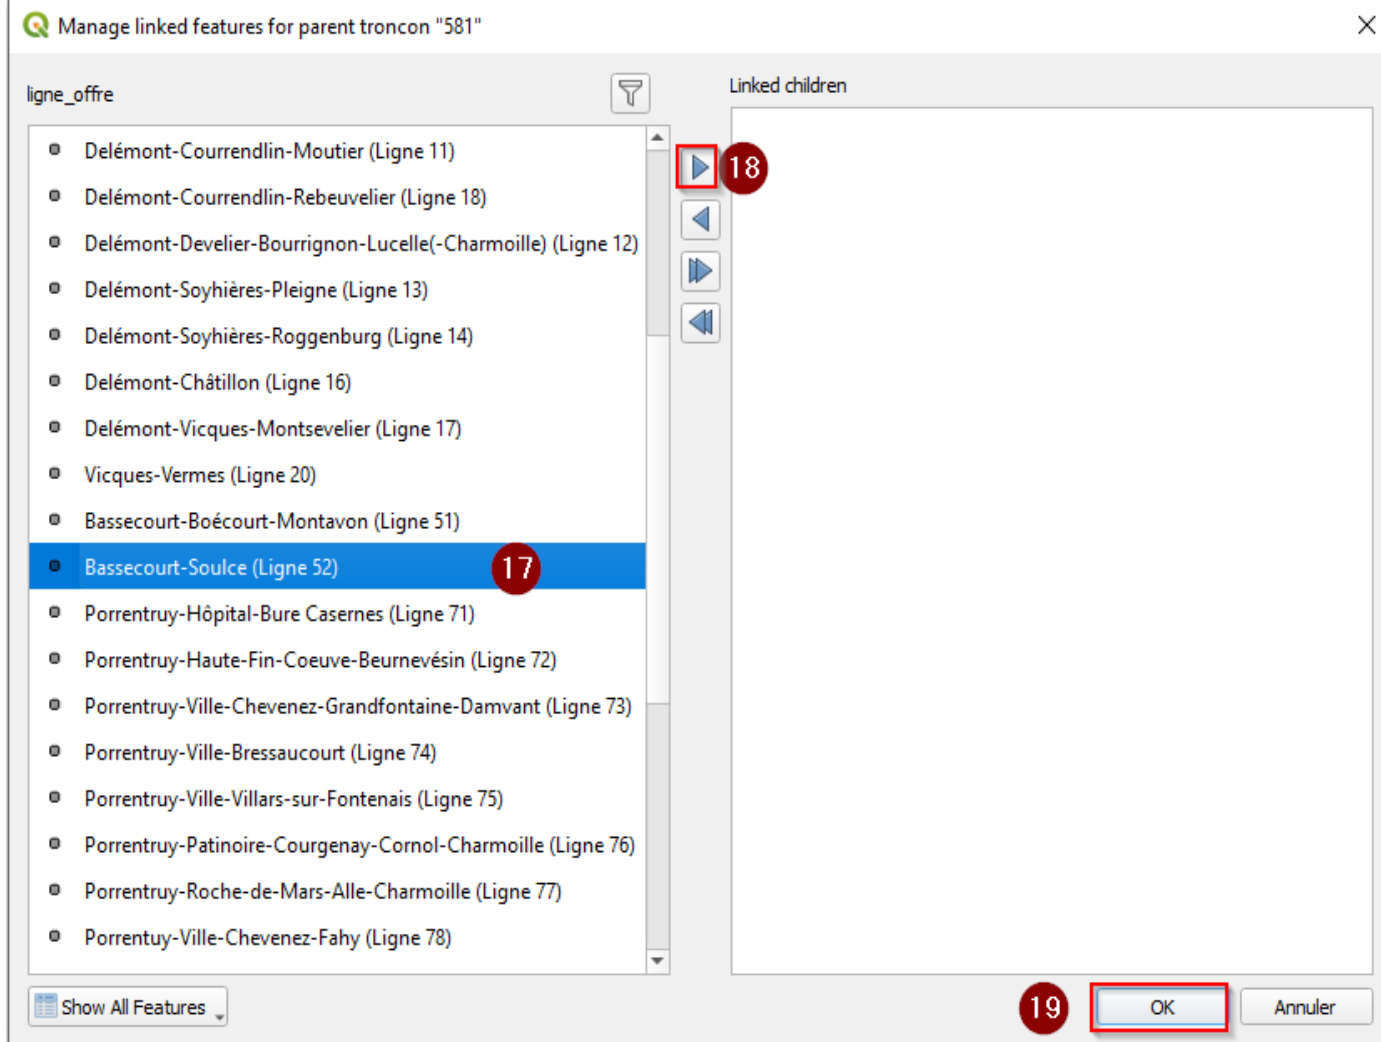 Manage linked features for parent troncon "581"
ligne_offre
Linked children
Delémont-Courrendlin-Moutier (Ligne 11)
18
Delémont-Courrendlin-Rebeuvelier (Ligne 18)
Delémont-Develier-Bourrignon-Lucelle(-Charmoille) (Ligne 12)
Delémont-Soyhières-Pleigne (Ligne 13)
Delémont-Soyhières-Roggenburg (Ligne 14)
Delémont-Châtillon (Ligne 16)
Delémont-Vicques-Montsevelier (Ligne 17)
Vicques-Vermes (Ligne 20)
Bassecourt-Boécourt-Montavon (Ligne 51)
Bassecourt-Soulce (Ligne 52)
17
Porrentruy-Hôpital-Bure Casernes (Ligne 71)
Porrentruy-Haute-Fin-Coeuve-Beurnevésin (Ligne 72)
Porrentruy-Ville-Chevenez-Grandfontaine-Damvant (Ligne 73)
Porrentruy-Ville-Bressaucourt (Ligne 74)
Porrentruy-Ville-Villars-sur-Fontenais (Ligne 75)
Porrentruy-Patinoire-Courgenay-Cornol-Charmoille (Ligne 76)
Porrentruy-Roche-de-Mars-Alle-Charmoille (Ligne 77)
Porrentuy-Ville-Chevenez-Fahy (Ligne 78)
Show All Features
19
OK
Annuler